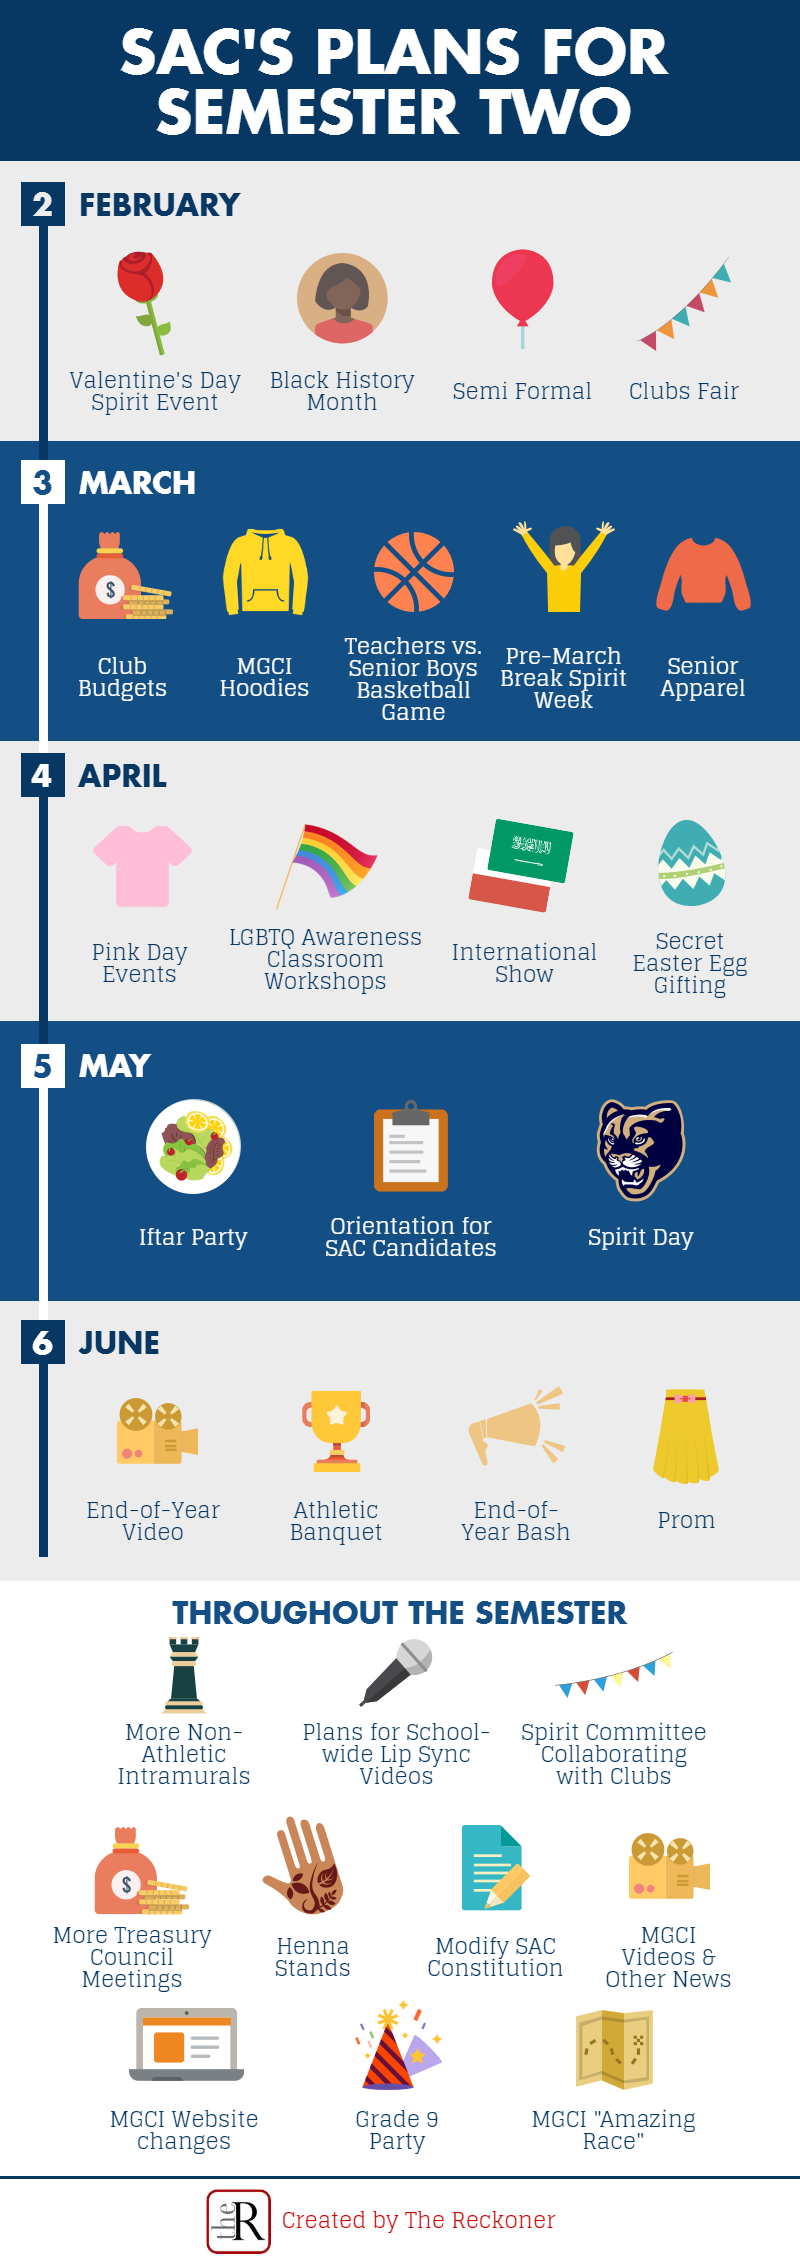 SAC'S PLANS FOR
SEMESTER TWO
2 FEBRUARY
Valentine's Day
Spirit Event
Black History
Month
Semi Formal
Clubs Fair
3 MARCH
$
Club
Budgets
MGCI
Hoodies
Teachers vs.
Senior Boys
Basketball
Game
Pre-March
Break Spirit
Week
Senior
Apparel
4 APRIL
Pink Day
Events
LGBTQ Awareness
Classroom
Workshops
International
Show
Secret
Easter Egg
Gifting
5 MAY
Iftar Party
Orientation for
SAC Candidates
Spirit Day
6 JUNE
End-of-Year
Video
Athletic
Banquet
End-of-
Year Bash
Prom
THROUGHOUT THE SEMESTER
More Non-
Athletic
Intramurals
Plans for School-
wide Lip Sync
Videos
Spirit Committee
Collaborating
with Clubs
$
More Treasury
Council
Meetings
Henna
Stands
Modify SAC
Constitution
MGCI
Videos &
Other News
MGCI Website
changes
Grade 9
Party
MGCI "Amazing
Race"
the R
Created by The Reckoner